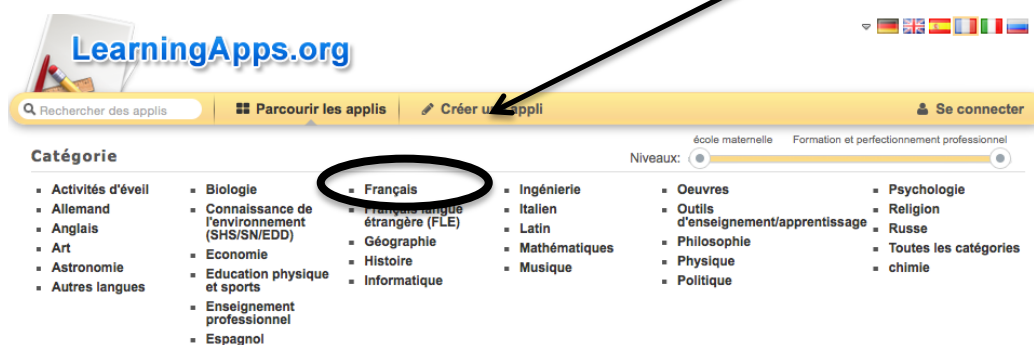 LearningApps.org
Rechercher des applis
Parcourir les applis
Créer une appli
Se connecter
Catégorie
Niveaux:
école maternelle
Formation et perfectionnement professionnel
Activités d'éveil
Allemand
Anglais
Art
Astronomie
Autres langues
Biologie
Connaissance de
l'environnement
(SHS/SN/EDD)
Economie
Education physique
et sports
Enseignement
professionnel
Espagnol
Français
Français langue
étrangère (FLE)
Géographie
Histoire
Informatique
Ingénierie
Italien
Latin
Mathématiques
Musique
Oeuvres
Outils
d'enseignement/apprentissage
Philosophie
Physique
Politique
Psychologie
Religion
Russe
Toutes les catégories
chimie